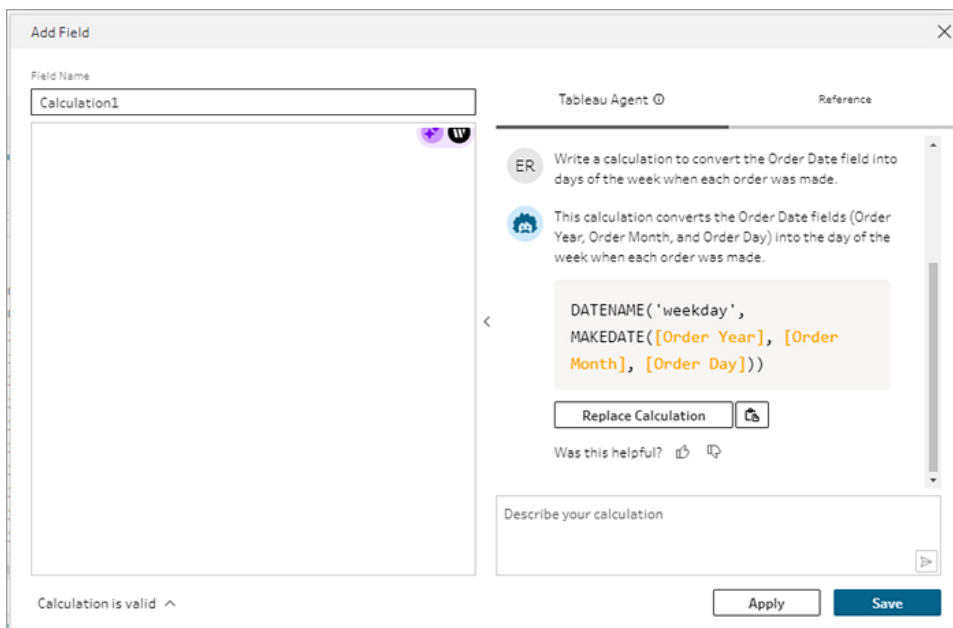 Add Field
Field Name
Calculation1
Tableau Agent
Reference
ER
Write a calculation to convert the Order Date field into
days of the week when each order was made.
This calculation converts the Order Date fields (Order
Year, Order Month, and Order Day) into the day of the
week when each order was made.
DATENAME('weekday',
MAKEDATE([Order Year], [Order
Month], [Order Day]))
Replace Calculation
Was this helpful?
Describe your calculation
Calculation is valid
Apply
Save